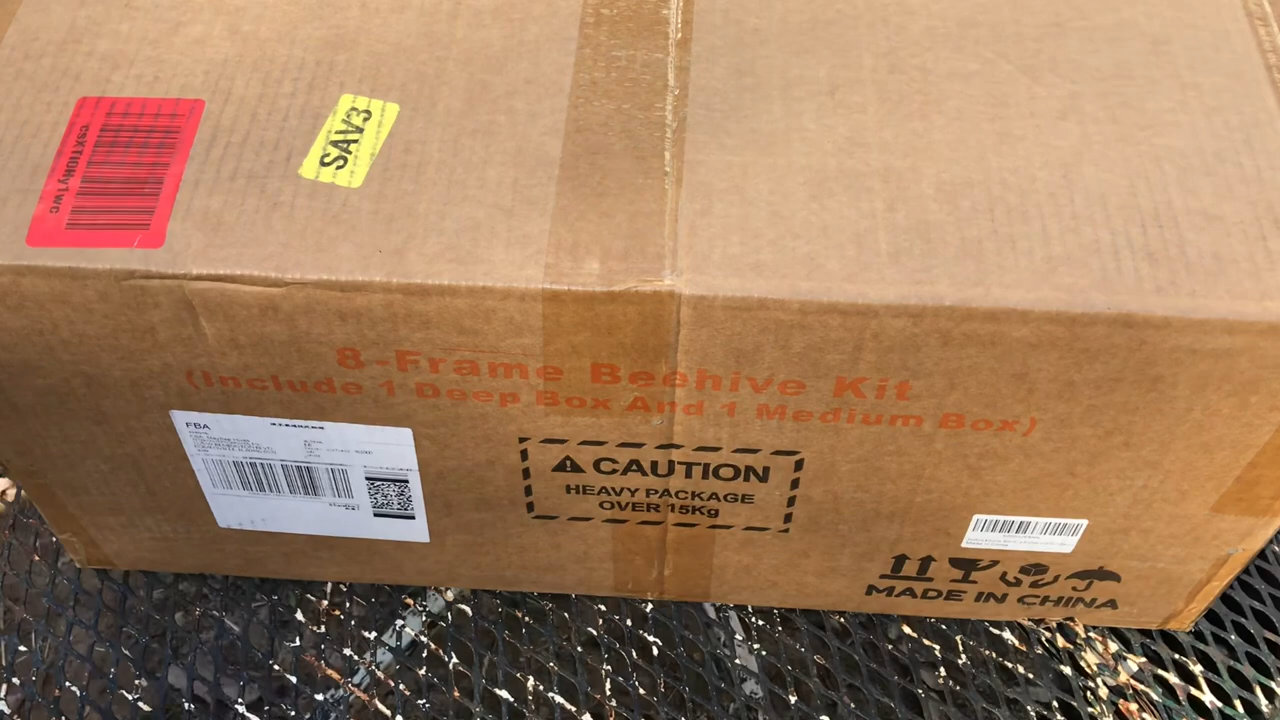 csXTi0Hy1wc
SAV3
8-Frame Beehive Kit
(Include 1 Deep Box And 1 Medium Box)
FBA
CAUTION
HEAVY PACKAGE
OVER 15Kg
MADE IN CHINA